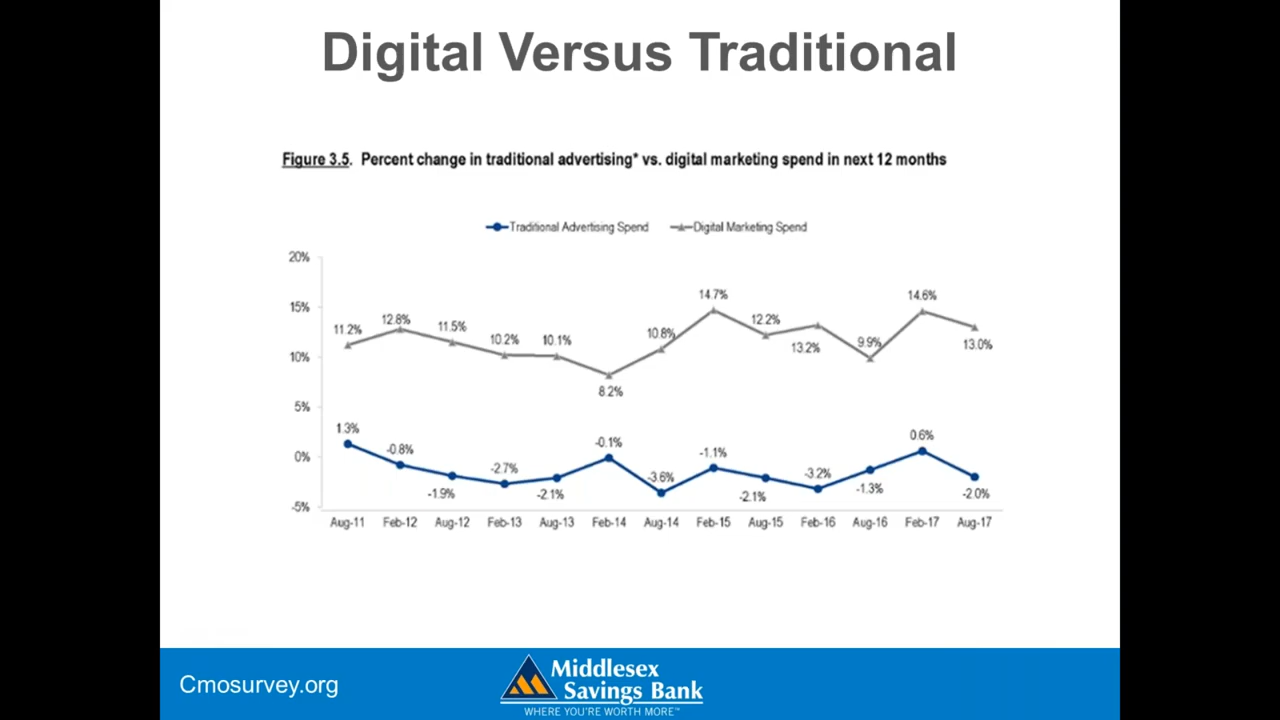 Digital Versus Traditional
Figure 3.5. Percent change in traditional advertising* vs. digital marketing spend in next 12 months
Traditional Advertising Spend Digital Marketing Spend
20%
15%
10%
5%
0%
-5%
11.2% 12.8% 11.5% 10.2% 10.1% 8.2% 10.8% 14.7% 12.2% 13.2% 9.9% 14.6% 13.0%
1.3% -0.8% -1.9% -2.7% -2.1% -0.1% -3.6% -1.1% -2.1% -3.2% -1.3% 0.6% -2.0%
Aug-11 Feb-12 Aug-12 Feb-13 Aug-13 Feb-14 Aug-14 Feb-15 Aug-15 Feb-16 Aug-16 Feb-17 Aug-17
Cmosurvey.org
Middlesex
Savings Bank
WHERE YOU'RE WORTH MORE™